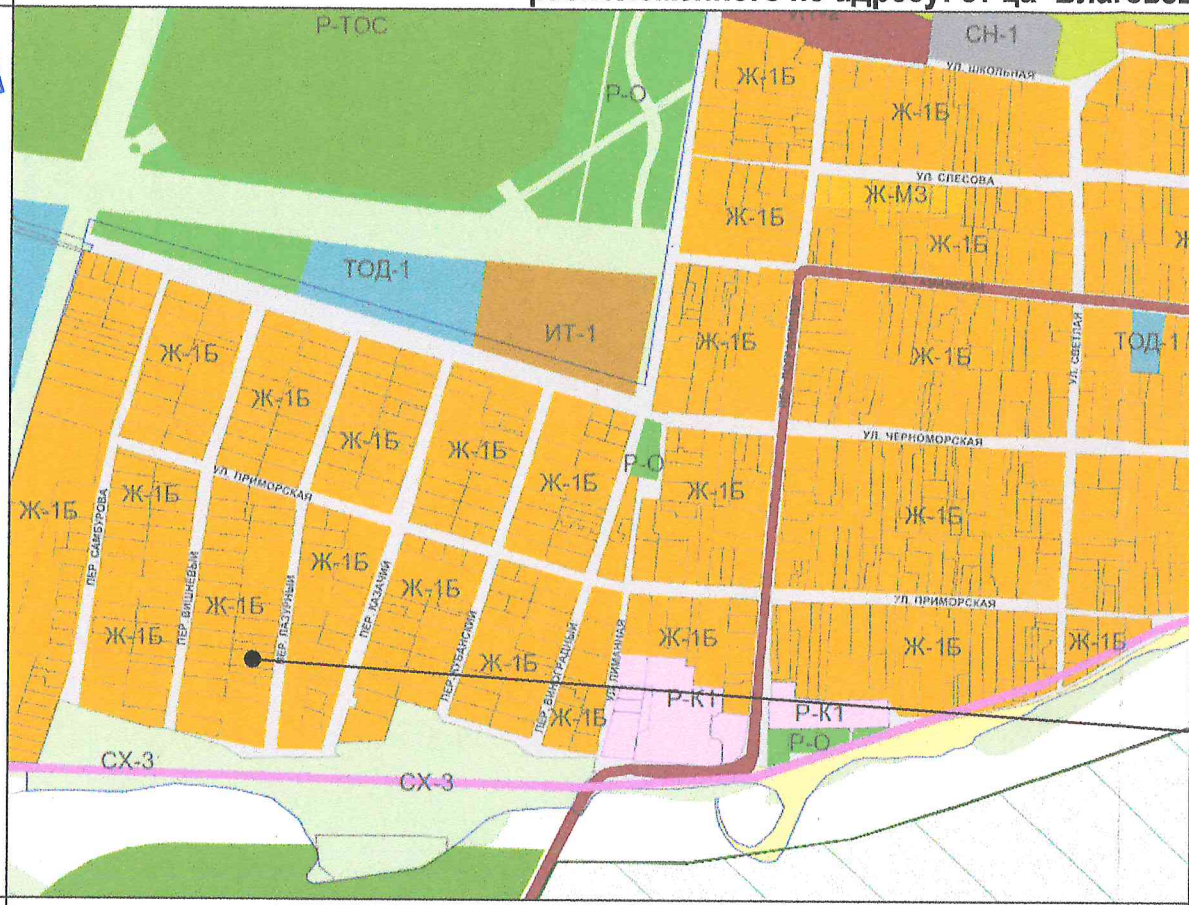 Р-ТОС
СН-1
УЛ. ШКОЛЬНАЯ
Р-О
Ж-1Б
Ж-1Б
УЛ. СЛЕСОВА
Ж-МЗ
Ж-1Б
Ж-1Б
ТОД-1
ИТ-1
Ж-1Б
Ж-1Б
УЛ. СВЕТЛАЯ
ТОД-1
Ж-1Б
Ж-1Б
Ж-1Б
Ж-1Б
Ж-1Б
УЛ. ЧЕРНОМОРСКАЯ
Р-О
УЛ. ПРИМОРСКАЯ
Ж-1Б
Ж-1Б
Ж-1Б
Ж-1Б
Ж-1Б
ПЕР. САМБУРОВА
ПЕР. ВИШНЕВЫЙ
ПЕР. ЛАЗУРНЫЙ
ПЕР. КАЗАЧИЙ
Ж-1Б
Ж-1Б
Ж-1Б
УЛ. ПРИМОРСКАЯ
Ж-1Б
Ж-1Б
Ж-1Б
Ж-1Б
Ж-1Б
ПЕР. КУБАНСКИЙ
ПЕР. ВИНОГРАДНЫЙ
УЛ. ЛИМАННАЯ
Ж-1Б
Р-К1
Р-К1
Р-О
СХ-3
СХ-3